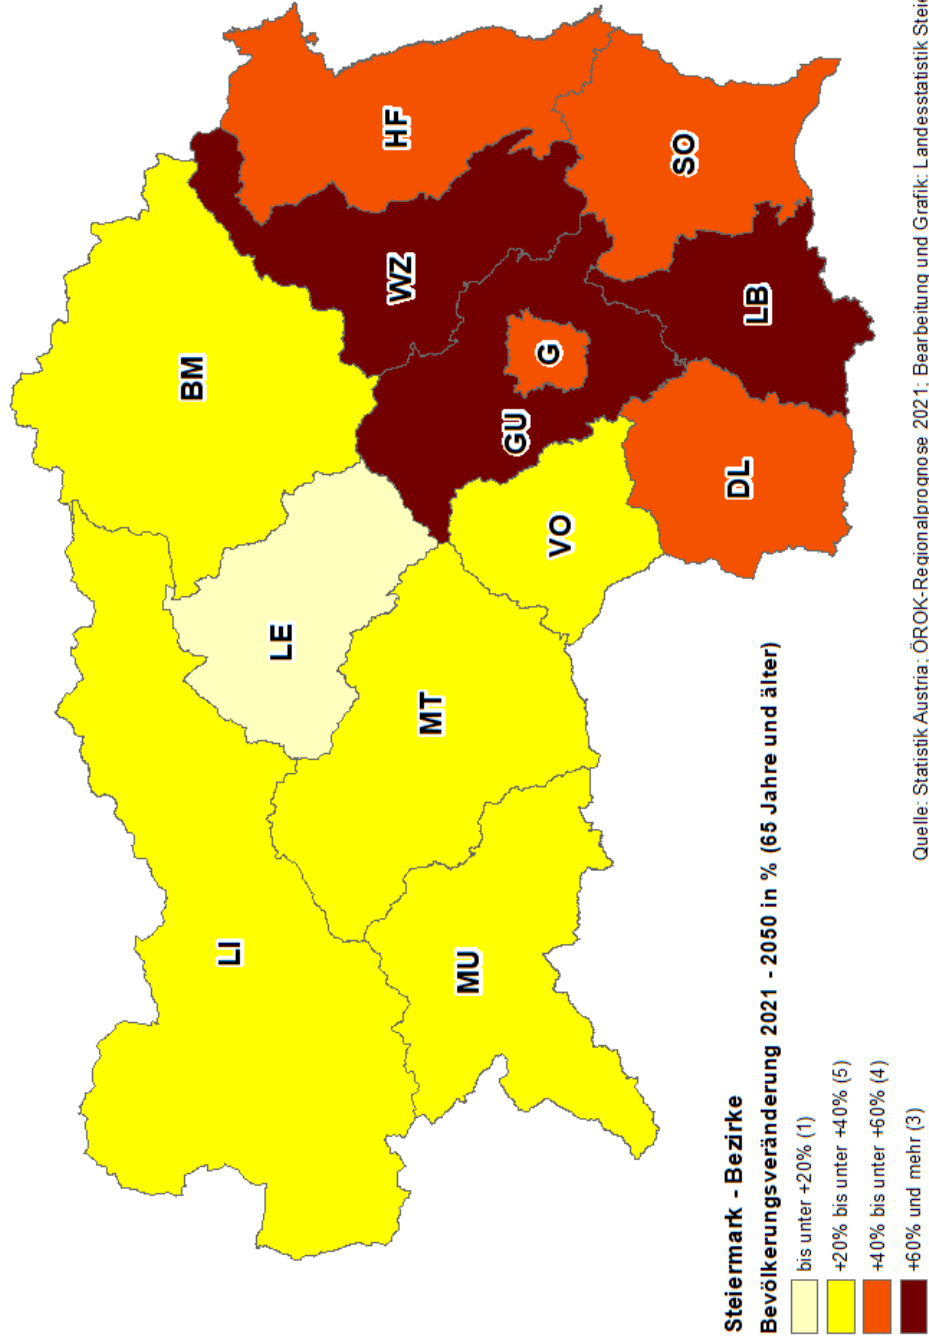 BM
LI
LE
HF
WZ
MT
MU
GU
G
VO
SO
DL
LB
Steiermark - Bezirke
Bevölkerungsveränderung 2021 - 2050 in % (65 Jahre und älter)
bis unter +20% (1)
+20% bis unter +40% (5)
+40% bis unter +60% (4)
+60% und mehr (3)
Quelle: Statistik Austria; ÖROK-Regionalprognose 2021; Bearbeitung und Grafik: Landesstatistik